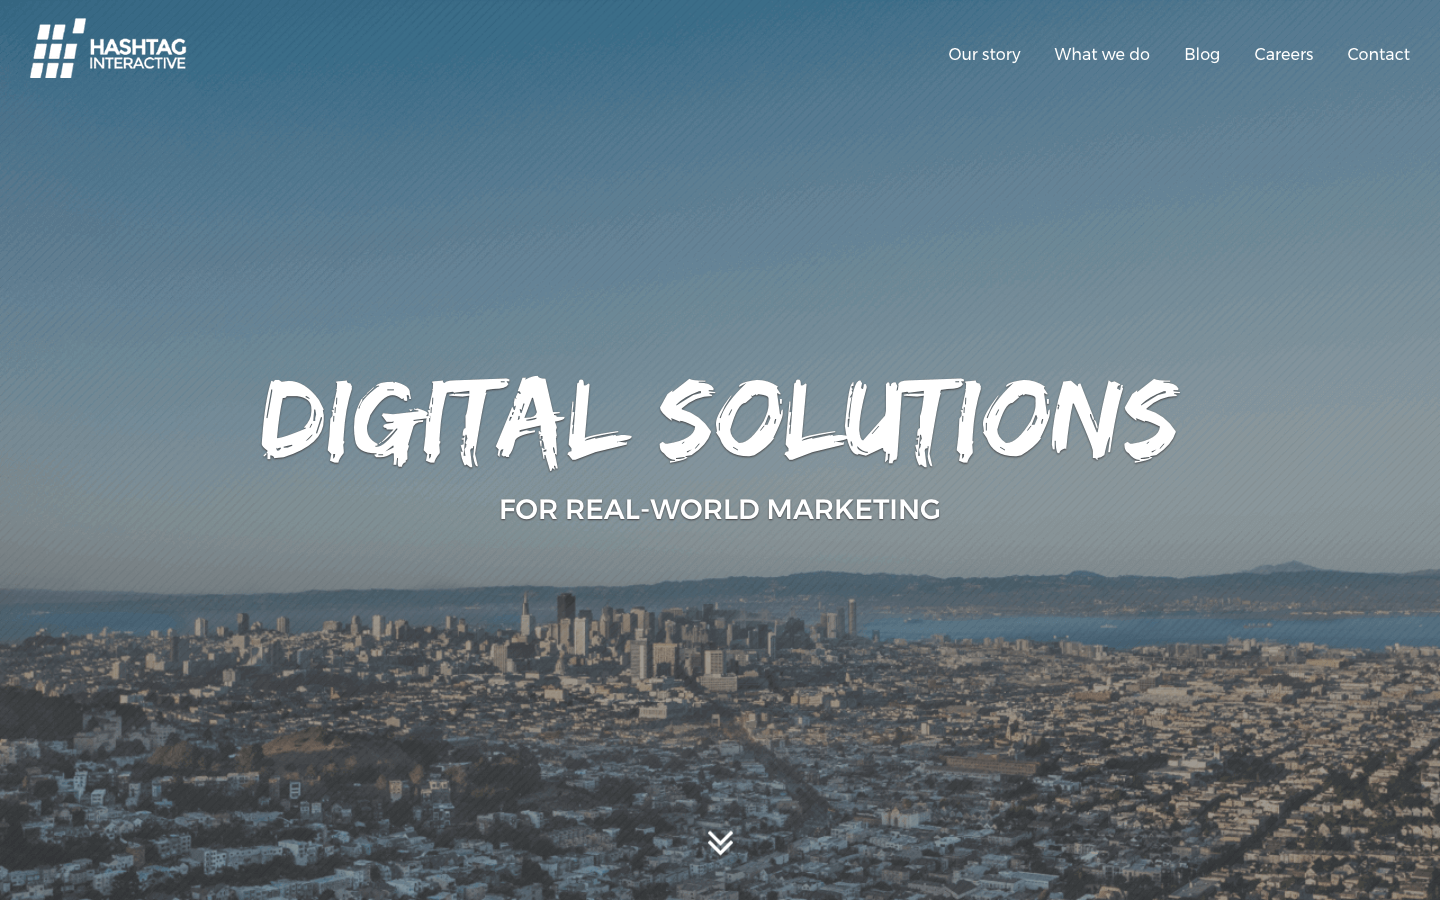 HASHTAG
INTERACTIVE
Our story
What we do
Blog
Careers
Contact
DIGITAL SOLUTIONS
FOR REAL-WORLD MARKETING